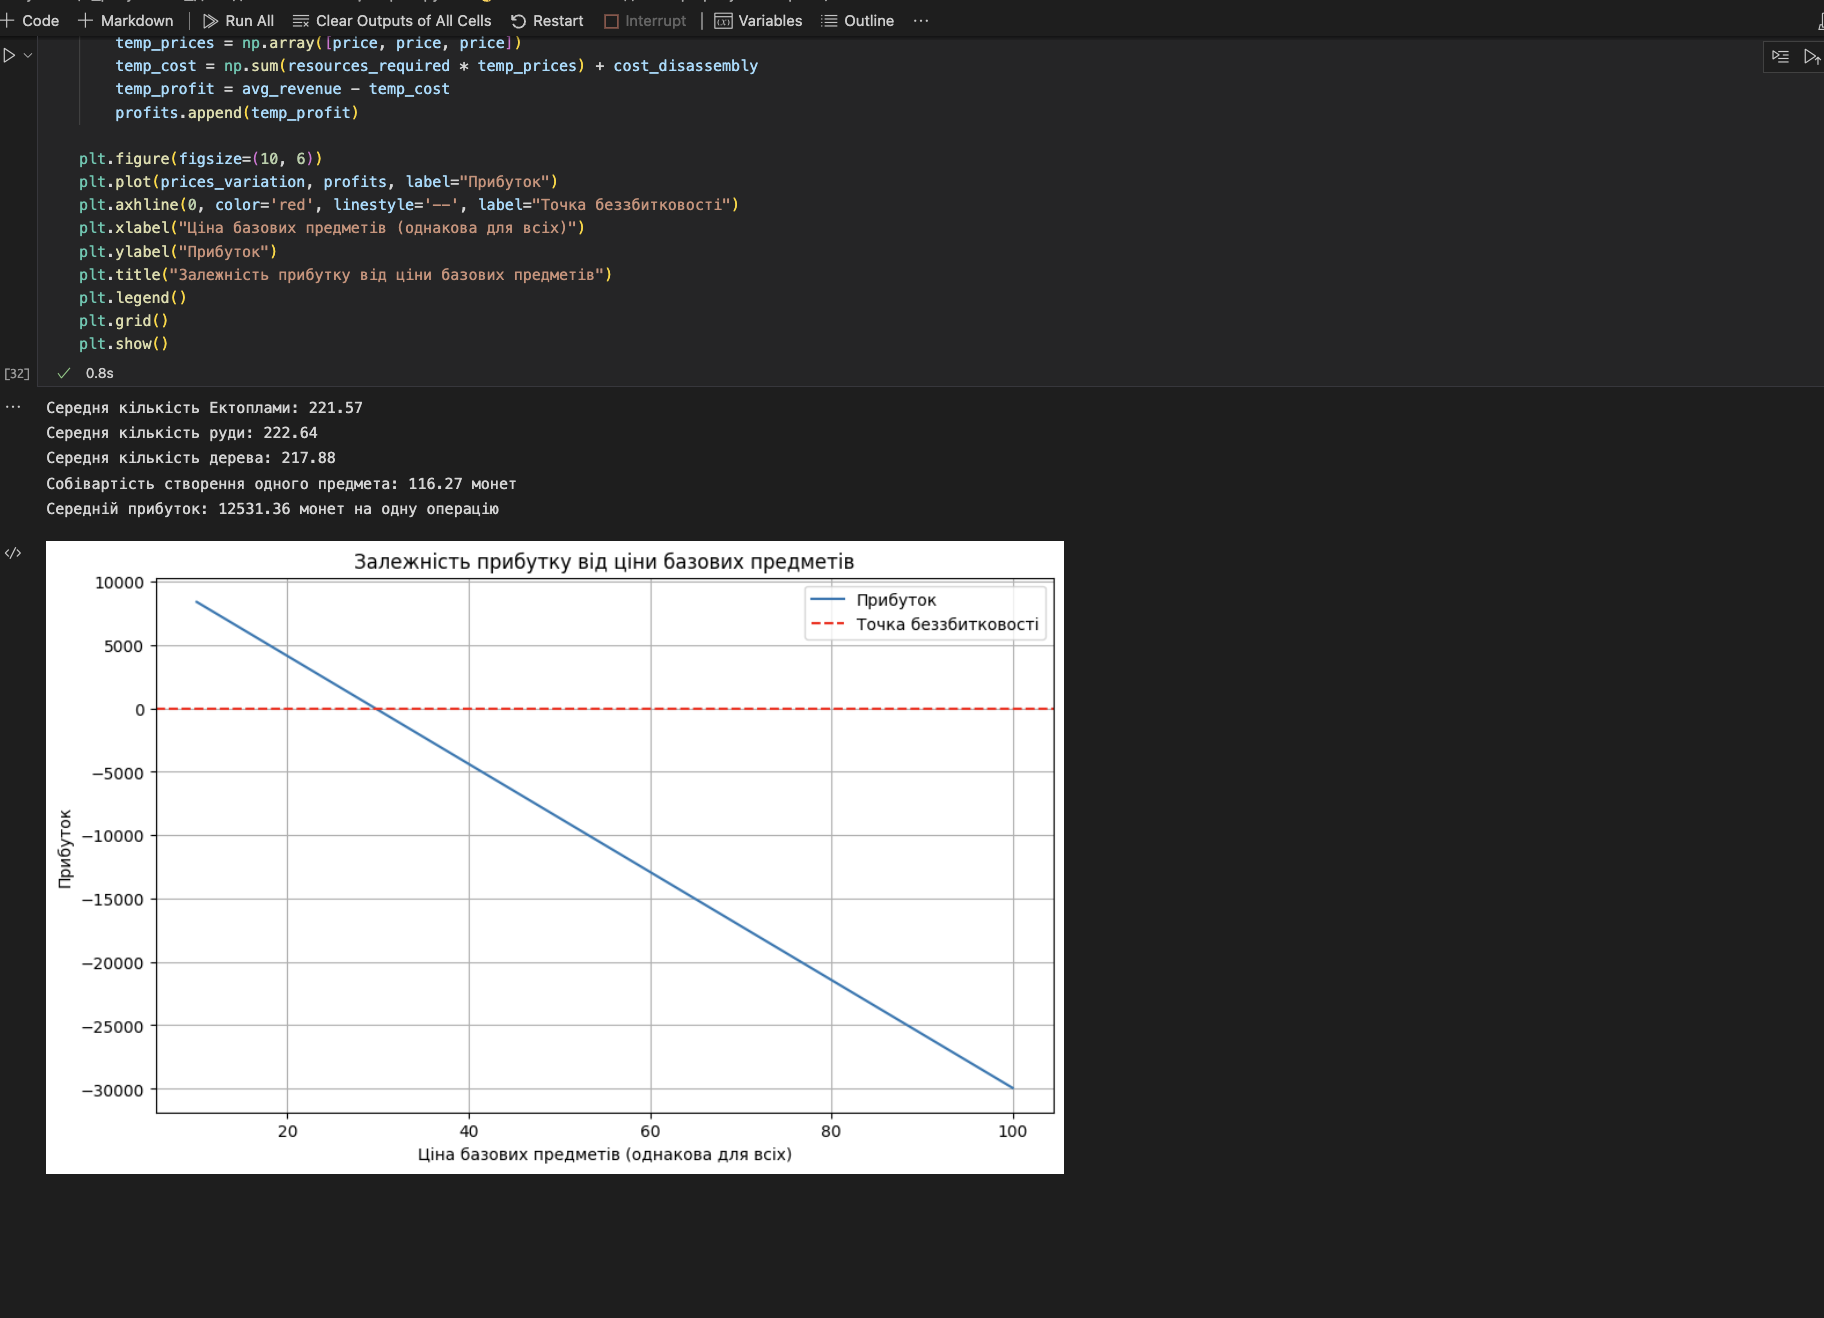 Code Markdown Run All Clear Outputs of All Cells Restart Interrupt Variables Outline ...
temp_prices = np.array([price, price, price])
temp_cost = np.sum(resources_required * temp_prices) + cost_disassembly
temp_profit = avg_revenue - temp_cost
profits.append(temp_profit)
plt.figure(figsize=(10, 6))
plt.plot(prices_variation, profits, label="Прибуток")
plt.axhline(0, color='red', linestyle='--', label="Точка беззбитковості")
plt.xlabel("Ціна базових предметів (однакова для всіх)")
plt.ylabel("Прибуток")
plt.title("Залежність прибутку від ціни базових предметів")
plt.legend()
plt.grid()
plt.show()
[32] 0.8s
Середня кількість Ектоплами: 221.57
Середня кількість руди: 222.64
Середня кількість дерева: 217.88
Собівартість створення одного предмета: 116.27 монет
Середній прибуток: 12531.36 монет на одну операцію
Залежність прибутку від ціни базових предметів
Прибуток
Точка беззбитковості
10000
5000
0
−5000
−10000
−15000
−20000
−25000
−30000
Прибуток
20 40 60 80 100
Ціна базових предметів (однакова для всіх)